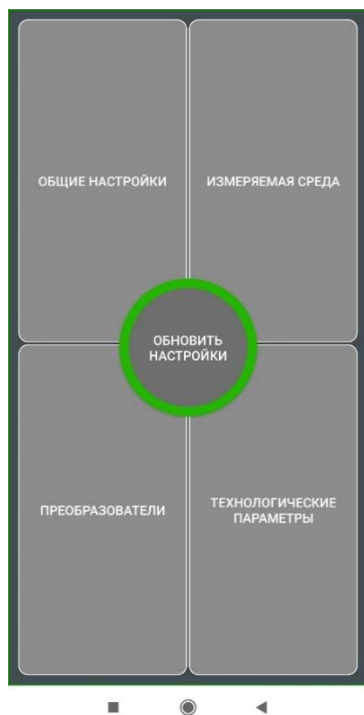 ОБЩИЕ НАСТРОЙКИ
ИЗМЕРЯЕМАЯ СРЕДА
ОБНОВИТЬ
НАСТРОЙКИ
ПРЕОБРАЗОВАТЕЛИ
ТЕХНОЛОГИЧЕСКИЕ
ПАРАМЕТРЫ